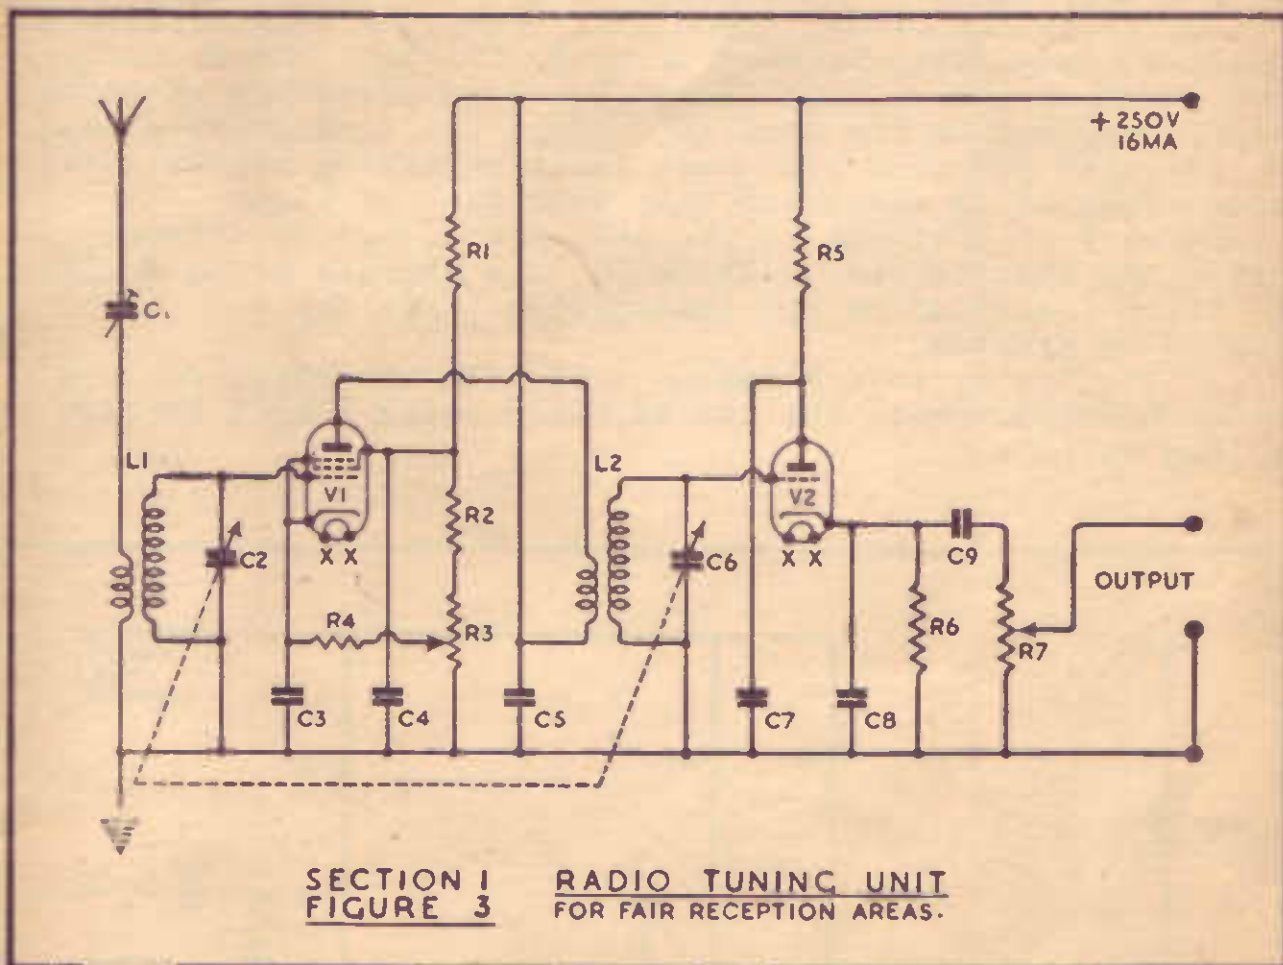 +250V
16MA
R1
R5
C1
L1
V1
L2
V2
R2
C2
C6
C9
OUTPUT
X X
X X
R4
R3
R6
R7
C3
C4
C5
C7
C8
SECTION 1
FIGURE 3
RADIO TUNING UNIT
FOR FAIR RECEPTION AREAS.